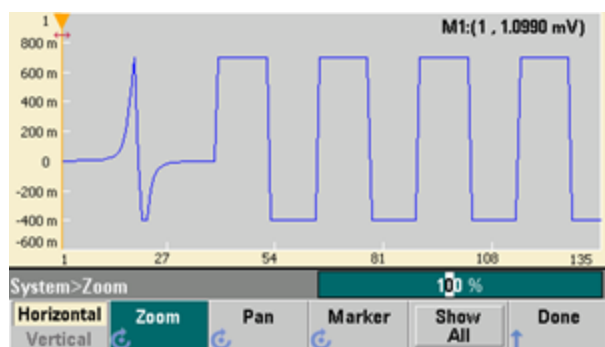 1
M1:(1 , 1.0990 mV)
800 m
600 m
400 m
200 m
0
-200 m
-400 m
-600 m
1 27 54 81 108 135
System>Zoom 100 %
Horizontal Zoom Pan Marker Show All Done
Vertical